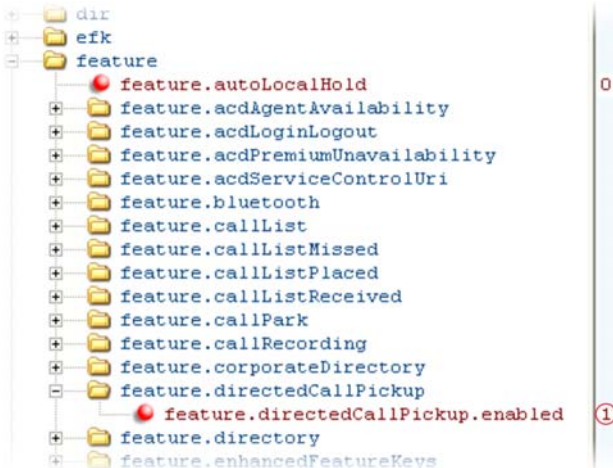 dir
efk
feature
feature.autoLocalHold 0
feature.acdAgentAvailability
feature.acdLoginLogout
feature.acdPremiumUnavailability
feature.acdServiceControlUri
feature.bluetooth
feature.callList
feature.callListMissed
feature.callListPlaced
feature.callListReceived
feature.callPark
feature.callRecording
feature.corporateDirectory
feature.directedCallPickup
feature.directedCallPickup.enabled 1
feature.directory
feature.enhancedFeatureKeys